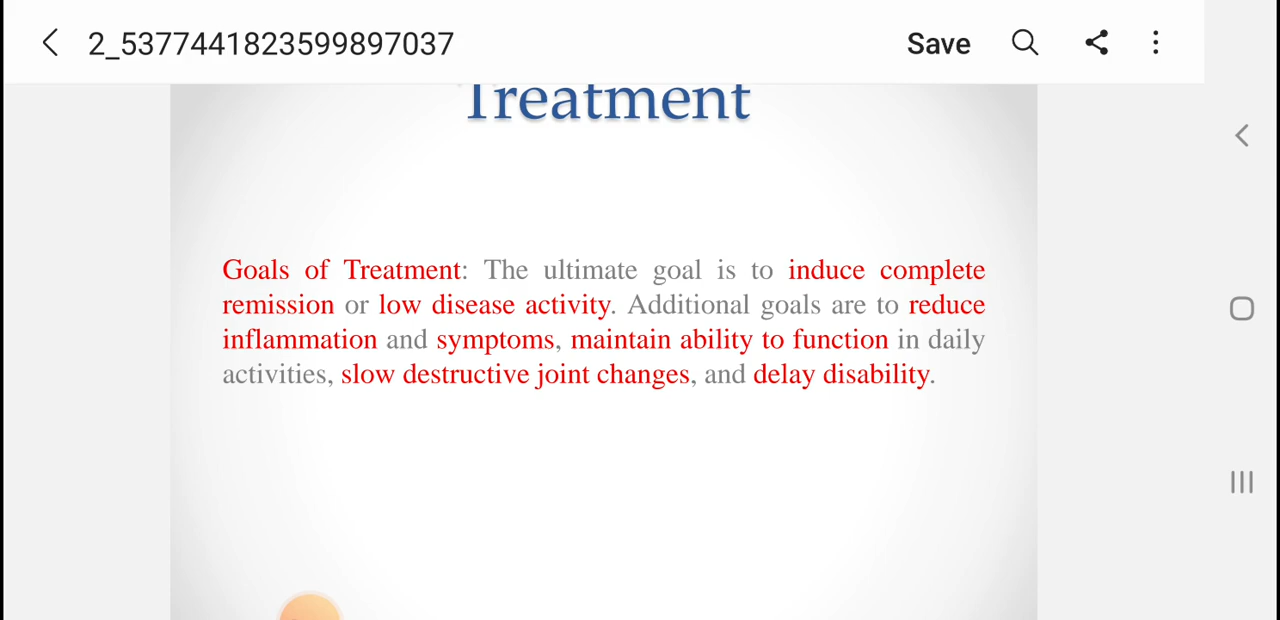 2_5377441823599897037
Save
Treatment
Goals of Treatment: The ultimate goal is to induce complete
remission or low disease activity. Additional goals are to reduce
inflammation and symptoms, maintain ability to function in daily
activities, slow destructive joint changes, and delay disability.